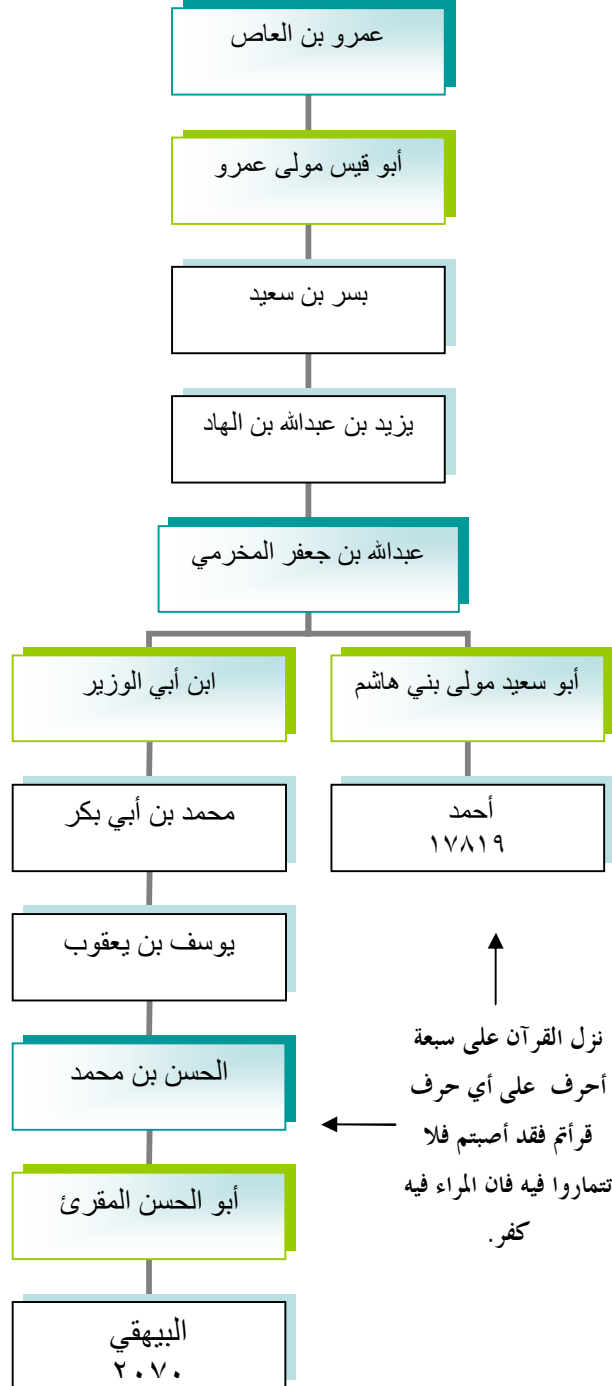 عمرو بن العاص
أبو قيس مولى عمرو
بسر بن سعيد
يزيد بن عبدالله بن الهاد
عبدالله بن جعفر المخرمي
أبو سعيد مولى بني هاشم
ابن أبي الوزير
أحمد
١٧٨١٩
محمد بن أبي بكر
يوسف بن يعقوب
الحسن بن محمد
أبو الحسن المقرئ
البيهقي
٢٠٧٠
نزل القرآن على سبعة
أحرف على أي حرف
قرأتم فقد أصبتم فلا
تتماروا فيه فان المراء فيه
كفر.